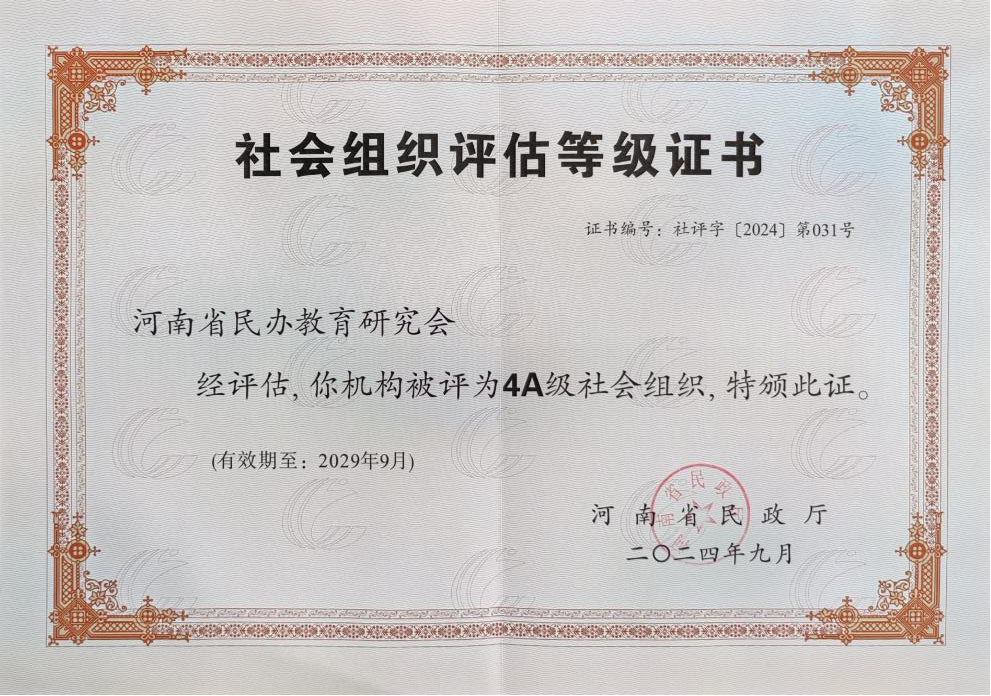 社会组织评估等级证书
证书编号：社评字〔2024〕第031号
河南省民办教育研究会
经评估，你机构被评为4A级社会组织，特颁此证。
(有效期至：2029年9月)
河南省民政厅
二〇二四年九月